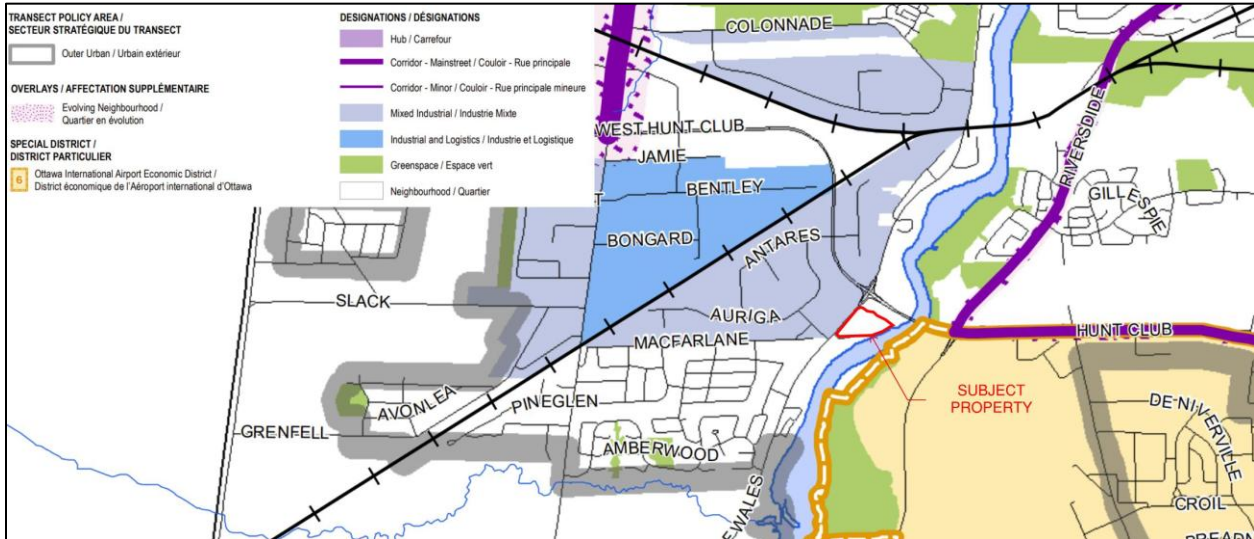 TRANSECT POLICY AREA /
SECTEUR STRATÉGIQUE DU TRANSECT
Outer Urban / Urbain extérieur
OVERLAYS / AFFECTATION SUPPLÉMENTAIRE
Evolving Neighbourhood /
Quartier en évolution
SPECIAL DISTRICT /
DISTRICT PARTICULIER
6
Ottawa International Airport Economic District /
District économique de l'Aéroport international d'Ottawa
DESIGNATIONS / DÉSIGNATIONS
Hub / Carrefour
Corridor - Mainstreet / Couloir - Rue principale
Corridor - Minor / Couloir - Rue principale mineure
Mixed Industrial / Industrie Mixte
Industrial and Logistics / Industrie et Logistique
Greenspace / Espace vert
Neighbourhood / Quartier
COLONNADE
WEST HUNT CLUB
JAMIE
T
BENTLEY
BONGARD
ANTARES
RIVERSDIDE
GILLESPIE
SLACK
AURIGA
MACFARLANE
HUNT CLUB
SUBJECT
PROPERTY
AVONLEA
PINEGLEN
GRENFELL
AMBERWOOD
DE NIVERVILLE
EWALES
CROIL